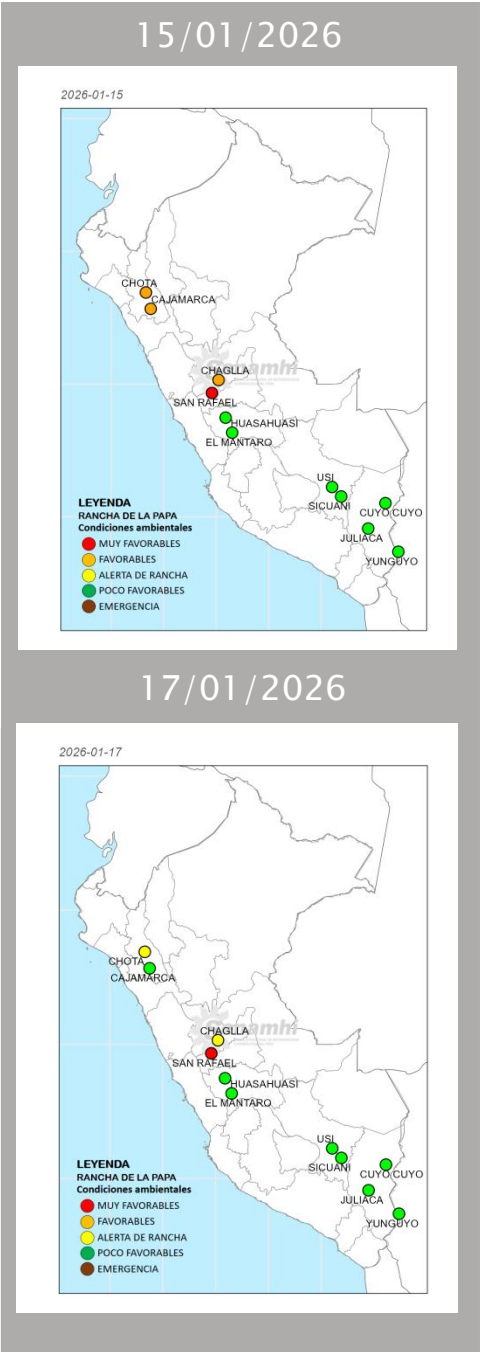 15/01/2026
2026-01-15
CHOTA
CAJAMARCA
Senamhi
CHAGLLA
SAN RAFAEL
HUASAHUASI
EL MANTARO
USI
SICUANI
CUYO CUYO
JULIACA
YUNGUYO
LEYENDA
RANCHA DE LA PAPA
Condiciones ambientales
MUY FAVORABLES
FAVORABLES
ALERTA DE RANCHA
POCO FAVORABLES
EMERGENCIA
17/01/2026
2026-01-17
CHOTA
CAJAMARCA
Senamhi
CHAGLLA
SAN RAFAEL
HUASAHUASI
EL MANTARO
USI
SICUANI
CUYO CUYO
JULIACA
YUNGUYO
LEYENDA
RANCHA DE LA PAPA
Condiciones ambientales
MUY FAVORABLES
FAVORABLES
ALERTA DE RANCHA
POCO FAVORABLES
EMERGENCIA